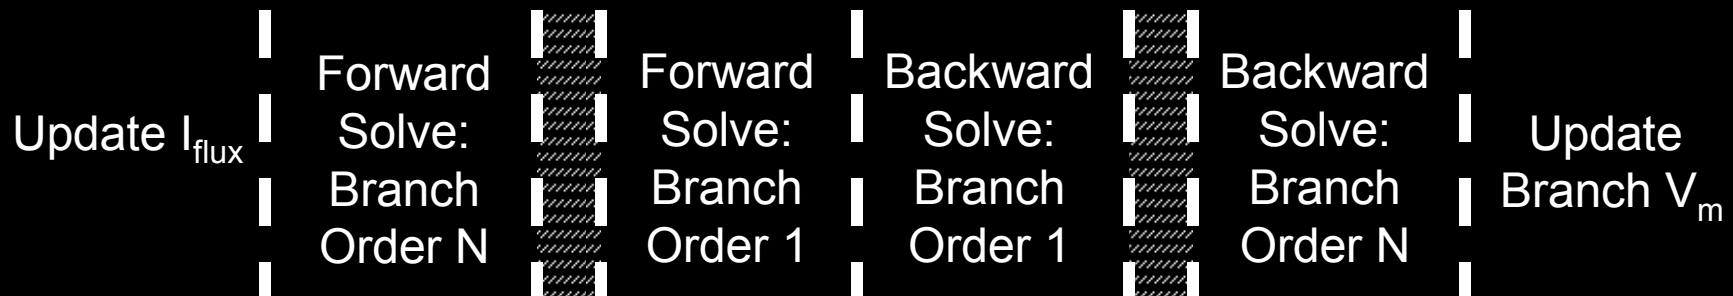 Update I_flux
Forward
Solve:
Branch
Order N
Forward
Solve:
Branch
Order 1
Backward
Solve:
Branch
Order 1
Backward
Solve:
Branch
Order N
Update
Branch V_m